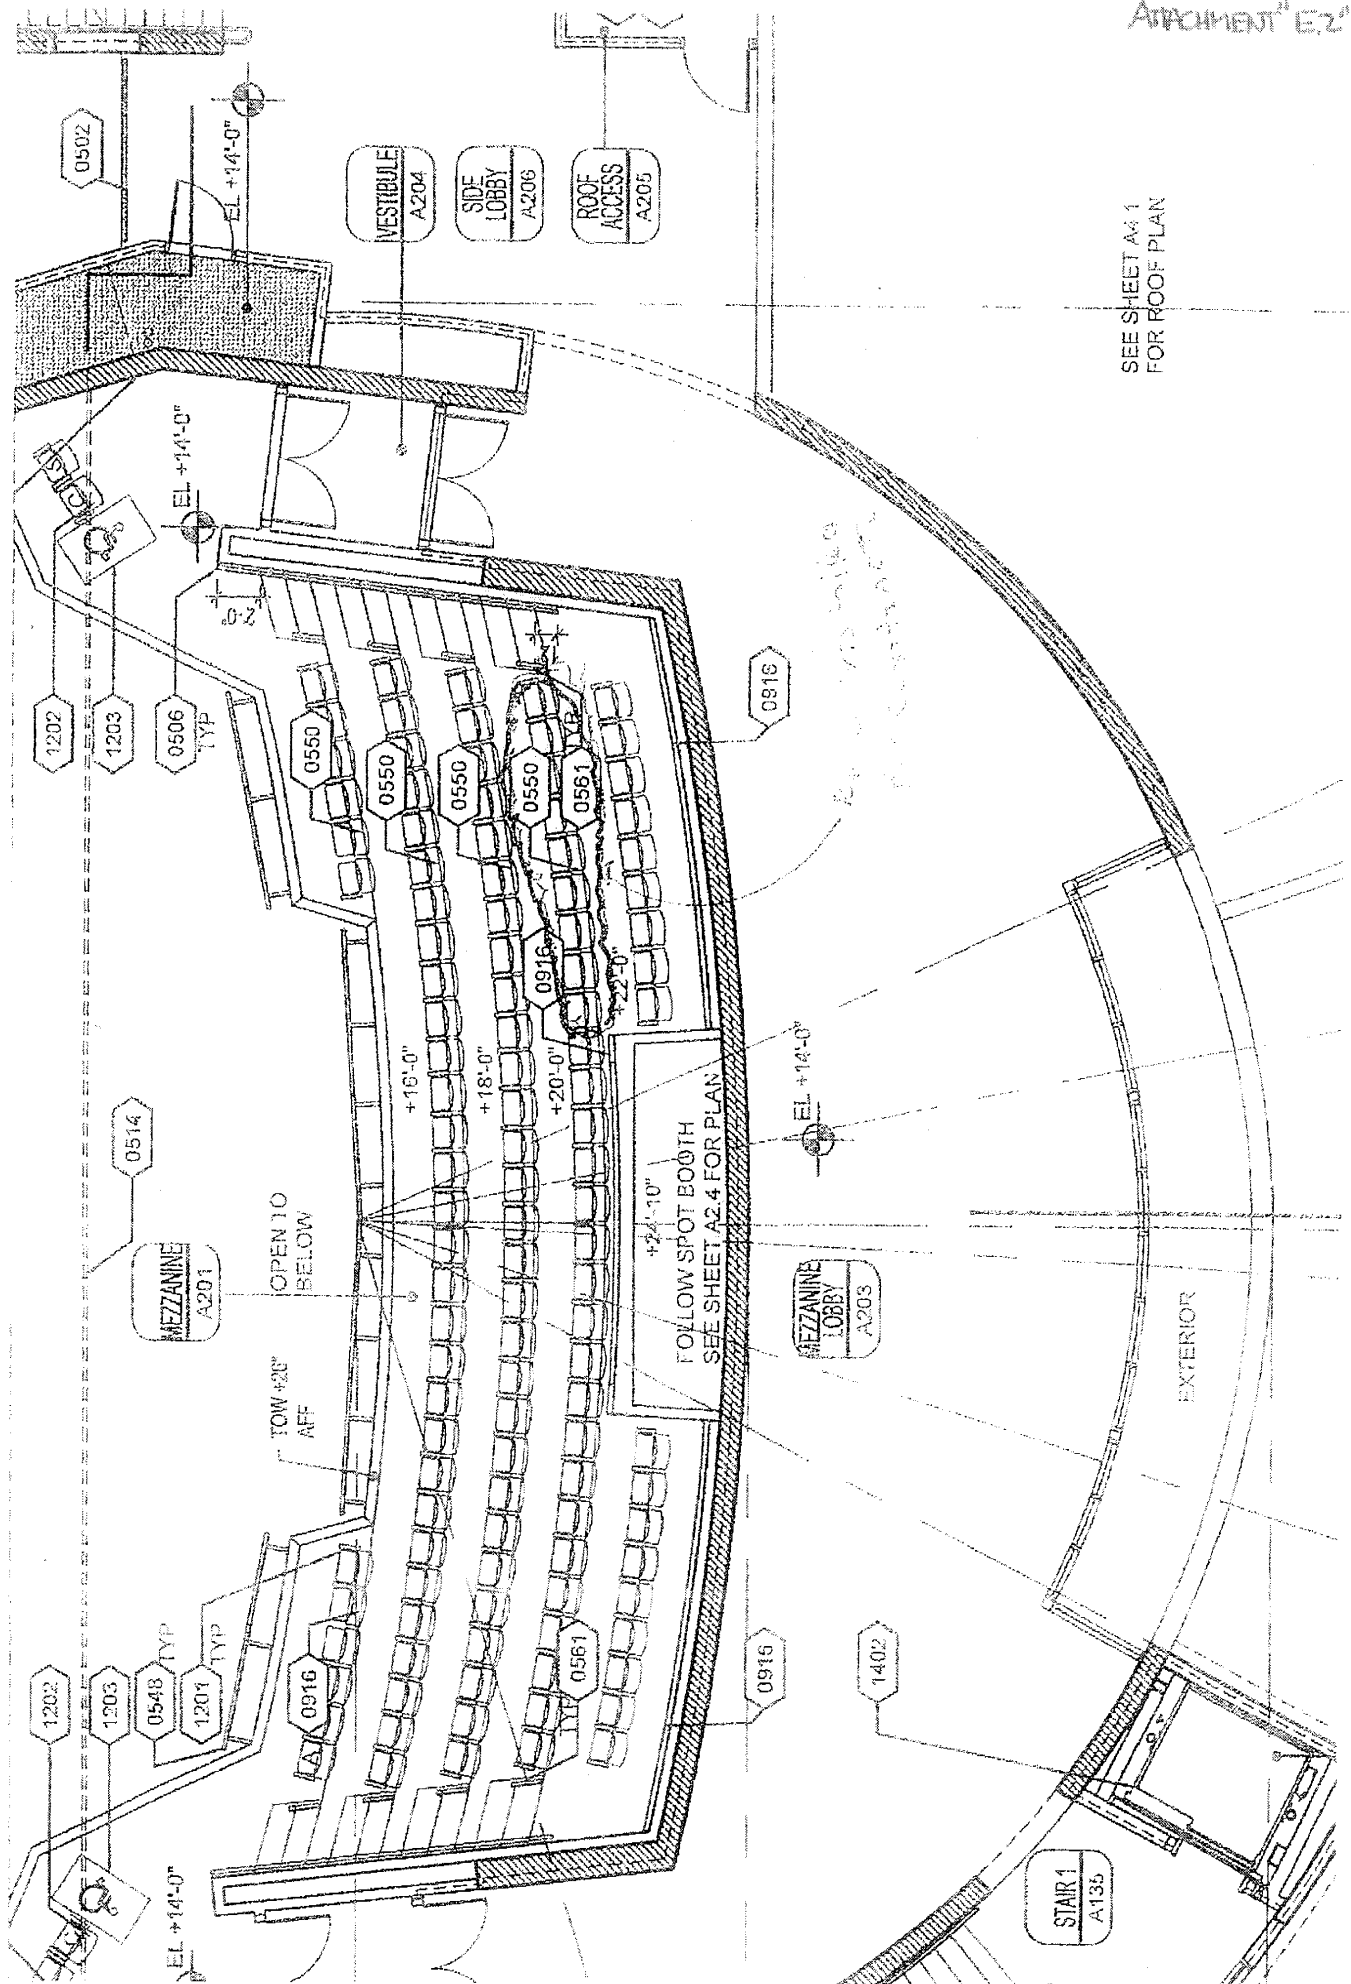 ATTACHMENT "E.2"
0502
EL +14'-0"
VESTIBULE
A204
SIDE
LOBBY
A206
ROOF
ACCESS
A205
SEE SHEET A4.1
FOR ROOF PLAN
EL +14'-0"
1202
1203
0506
TYP
2'-0"
0550
0550
0550
0550
0561
0916
0916
+22'-0"
+16'-0"
+18'-0"
+20'-0"
+24'-10"
FOLLOW SPOT BOOTH
SEE SHEET A2.4 FOR PLAN
EL +14'-0"
0514
MEZZANINE
A201
OPEN TO
BELOW
MEZZANINE
LOBBY
A203
EXTERIOR
TOW +20"
AFF
1202
1203
0548
TYP
1201
TYP
0916
A
0561
TYP
0915
1402
EL +14'-0"
STAIR 1
A135